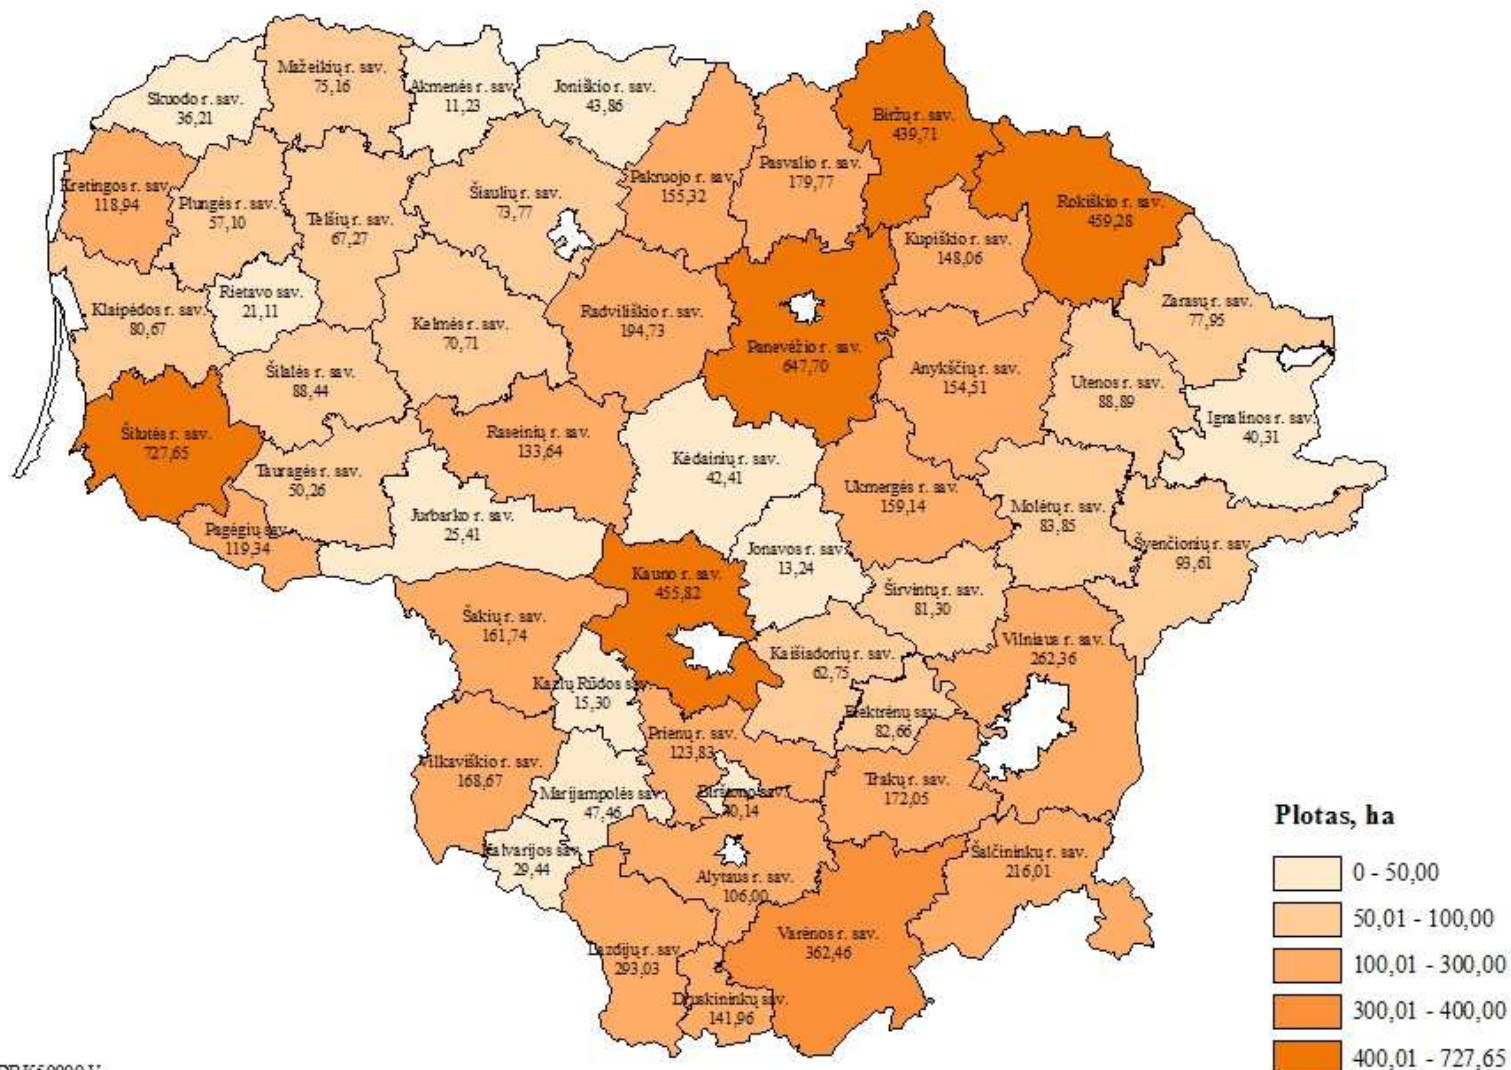 Mažeikių r. sav.
75,16
Akmenės r. sav.
11,23
Joniškio r. sav.
43,86
Skuodo r. sav.
36,21
Biržų r. sav.
439,71
Pasvalio r. sav.
179,77
Pakruojo r. sav.
155,32
Kretingos r. sav.
118,94
Plungės r. sav.
57,10
Telšių r. sav.
67,27
Šiaulių r. sav.
73,77
Rokiškio r. sav.
459,28
Kupiškio r. sav.
148,06
Rietavo sav.
21,11
Klaipėdos r. sav.
80,67
Zarasų r. sav.
77,95
Radviliškio r. sav.
194,73
Kelmės r. sav.
70,71
Panevėžio r. sav.
647,70
Anykščių r. sav.
154,51
Šilalės r. sav.
88,44
Utenos r. sav.
88,89
Ignalinos r. sav.
40,31
Šilutės r. sav.
727,65
Raseinių r. sav.
133,64
Kėdainių r. sav.
42,41
Tauragės r. sav.
50,26
Ukmergės r. sav.
159,14
Molėtų r. sav.
83,85
Jurbarko r. sav.
25,41
Pagėgių sav.
119,34
Švenčionių r. sav.
93,61
Jonavos r. sav.
13,24
Kauno r. sav.
455,82
Širvintų r. sav.
81,30
Šakių r. sav.
161,74
Vilniaus r. sav.
262,36
Kaišiadorių r. sav.
62,75
Kazlų Rūdos sav.
15,30
Elektrėnų sav.
82,66
Prienų r. sav.
123,83
Vilkaviškio r. sav.
168,67
Trakų r. sav.
172,05
Marijampolės sav.
47,46
Birštono sav.
40,14
Kalvarijos sav.
29,44
Šalčininkų r. sav.
216,01
Alytaus r. sav.
106,00
Varėnos r. sav.
362,46
Lazdijų r. sav.
293,03
Druskininkų sav.
141,96
Plotas, ha
0 - 50,00
50,01 - 100,00
100,01 - 300,00
300,01 - 400,00
400,01 - 727,65